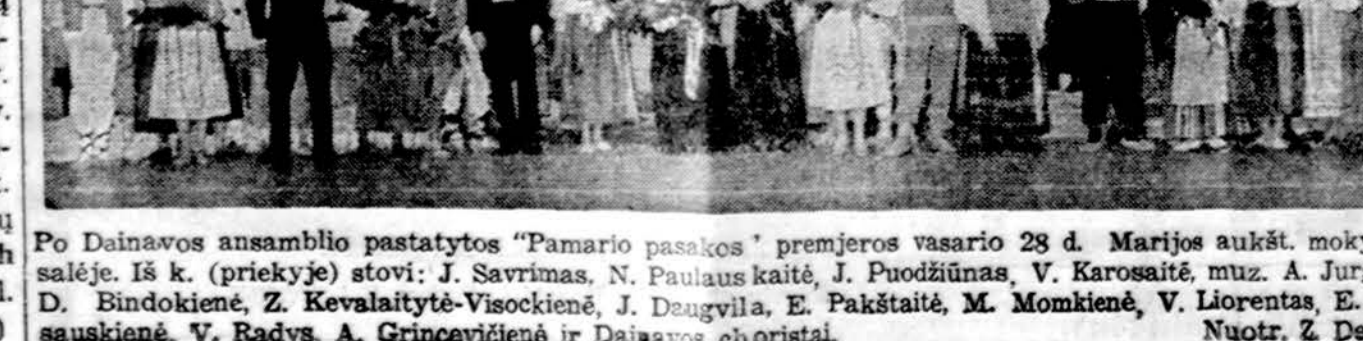 Po Dainavos ansamblio pastatytos "Pamario pasakos' premjeros vasario 28 d. Marijos aukšt. moky
salėje. Iš k. (priekyje) stovi: J. Savrimas, N. Paulauskaitė, J. Puodžiūnas, V. Karosaitė, muz. A. Jur
D. Bindokienė, Z. Kevalaitytė-Visockienė, J. Daugvila, E. Pakštaitė, M. Momkienė, V. Liorentas, E.
sauskienė, V. Radys, A. Grincevičienė ir Dainavos choristai. Nuotr. Z. De